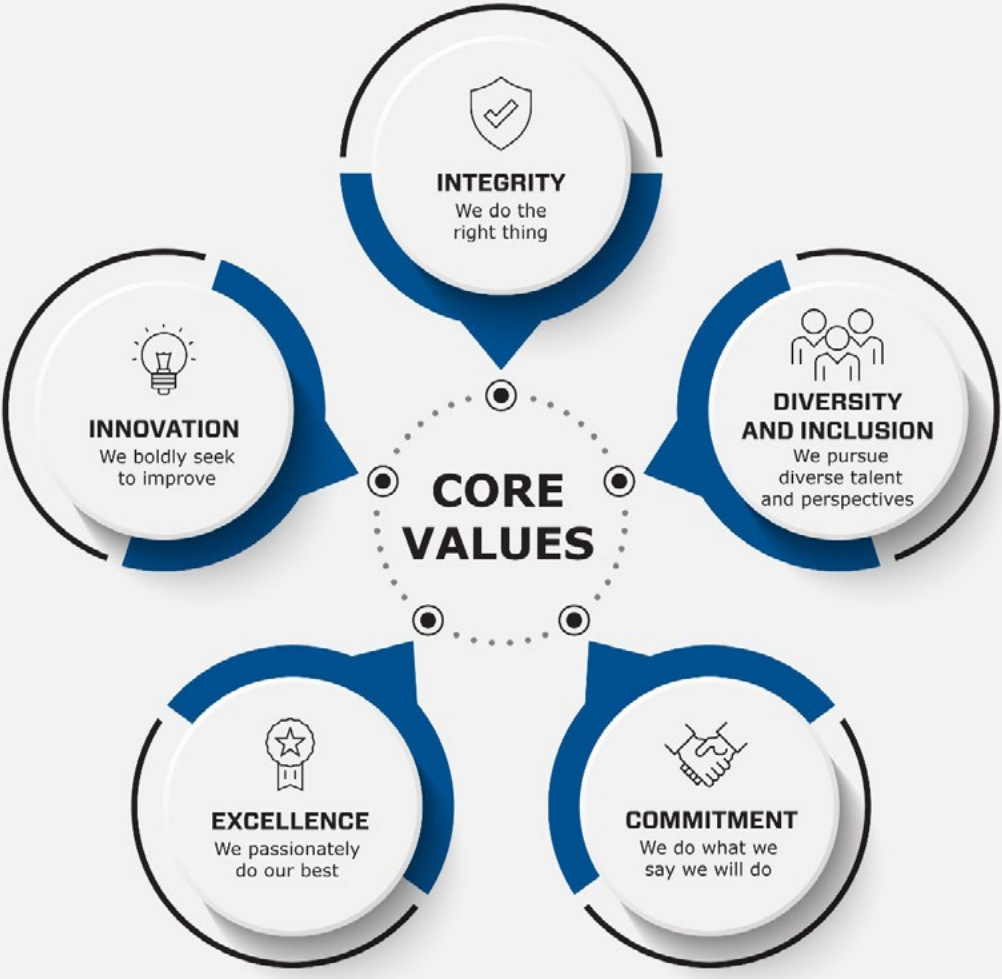 INTEGRITY
We do the
right thing
INNOVATION
We boldly seek
to improve
DIVERSITY
AND INCLUSION
We pursue
diverse talent
and perspectives
CORE
VALUES
EXCELLENCE
We passionately
do our best
COMMITMENT
We do what we
say we will do